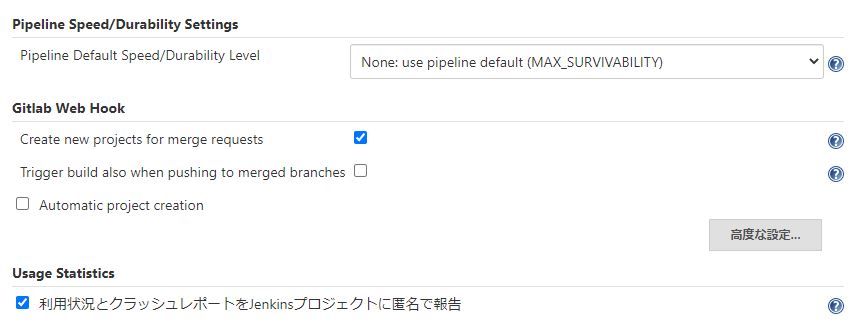 Pipeline Speed/Durability Settings
Pipeline Default Speed/Durability Level
None: use pipeline default (MAX_SURVIVABILITY)
Gitlab Web Hook
Create new projects for merge requests
Trigger build also when pushing to merged branches
Automatic project creation
高度な設定...
Usage Statistics
利用状況とクラッシュレポートをJenkinsプロジェクトに匿名で報告